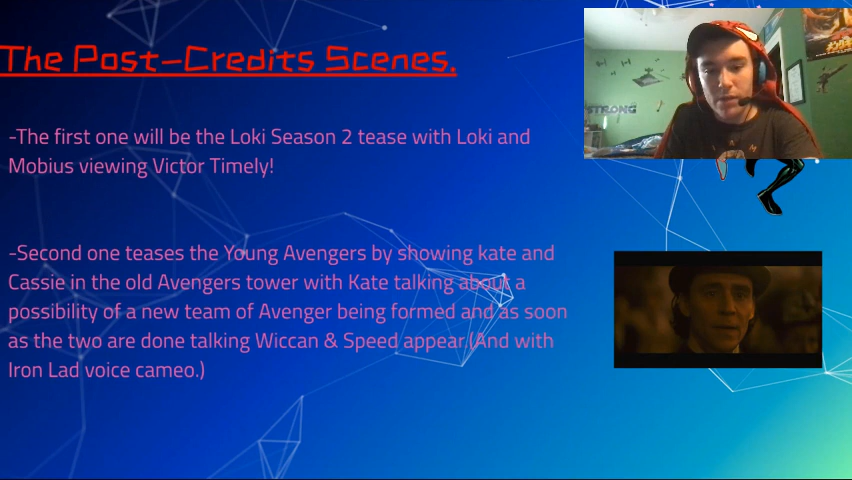 The Post-Credits Scenes.
-The first one will be the Loki Season 2 tease with Loki and
Mobius viewing Victor Timely!
-Second one teases the Young Avengers by showing kate and
Cassie in the old Avengers tower with Kate talking about a
possibility of a new team of Avenger being formed and as soon
as the two are done talking Wiccan & Speed appear.(And with
Iron Lad voice cameo.)
STRONG